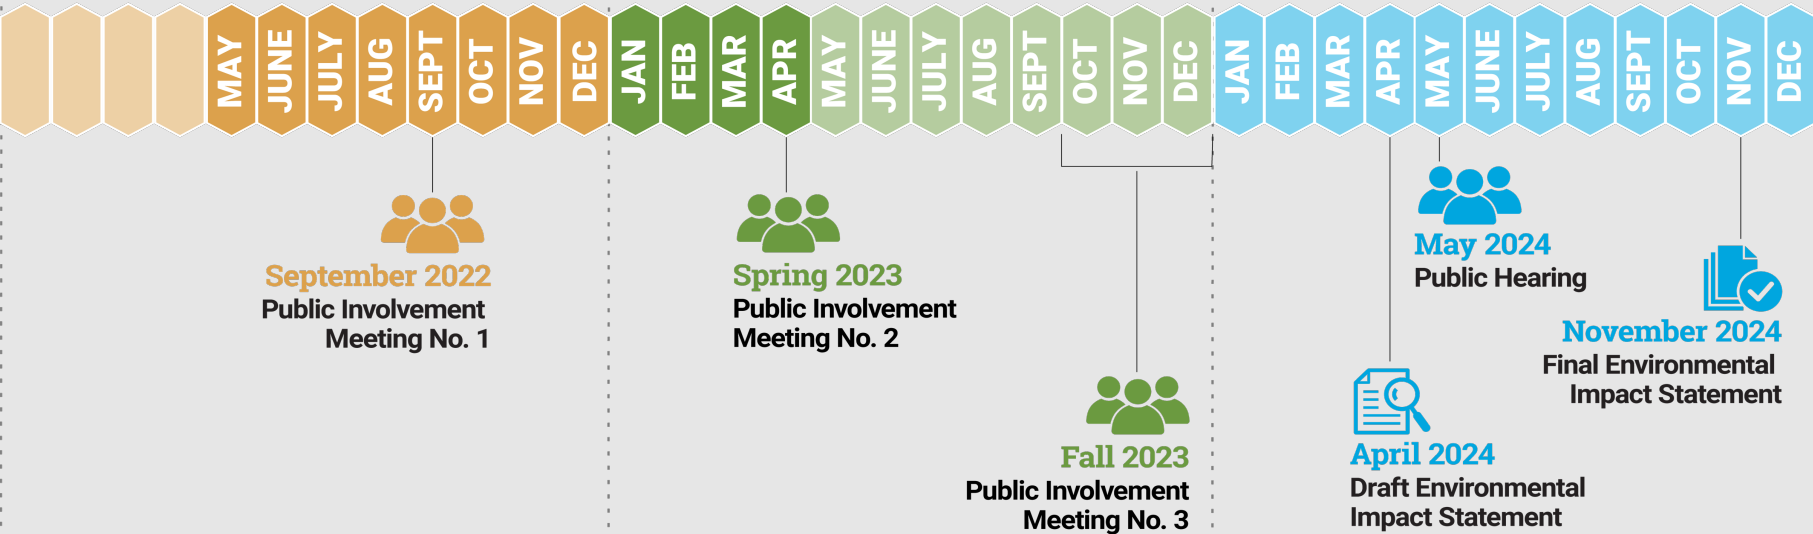 MAY
JUNE
JULY
AUG
SEPT
OCT
NOV
DEC
JAN
FEB
MAR
APR
MAY
JUNE
JULY
AUG
SEPT
OCT
NOV
DEC
JAN
FEB
MAR
APR
MAY
JUNE
JULY
AUG
SEPT
OCT
NOV
DEC
September 2022
Public Involvement
Meeting No. 1
Spring 2023
Public Involvement
Meeting No. 2
Fall 2023
Public Involvement
Meeting No. 3
April 2024
Draft Environmental
Impact Statement
May 2024
Public Hearing
November 2024
Final Environmental
Impact Statement